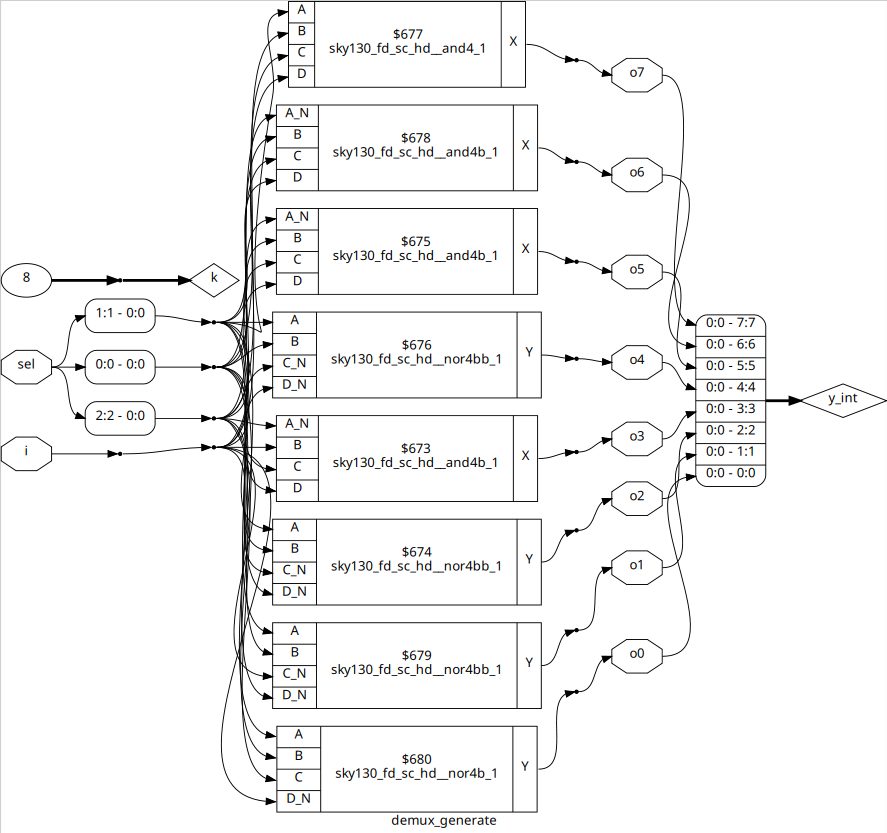 A
B
C
D
$677
sky130_fd_sc_hd__and4_1
X
o7
A_N
B
C
D
$678
sky130_fd_sc_hd__and4b_1
X
o6
A_N
B
C
D
$675
sky130_fd_sc_hd__and4b_1
X
o5
8
k
1:1 - 0:0
sel
0:0 - 0:0
2:2 - 0:0
i
A
B
C_N
D_N
$676
sky130_fd_sc_hd__nor4bb_1
Y
o4
A_N
B
C
D
$673
sky130_fd_sc_hd__and4b_1
X
o3
0:0 - 7:7
0:0 - 6:6
0:0 - 5:5
0:0 - 4:4
0:0 - 3:3
0:0 - 2:2
0:0 - 1:1
0:0 - 0:0
y_int
o2
A
B
C_N
D_N
$674
sky130_fd_sc_hd__nor4bb_1
Y
o1
A
B
C_N
D_N
$679
sky130_fd_sc_hd__nor4bb_1
Y
o0
A
B
C
D_N
$680
sky130_fd_sc_hd__nor4b_1
Y
demux_generate